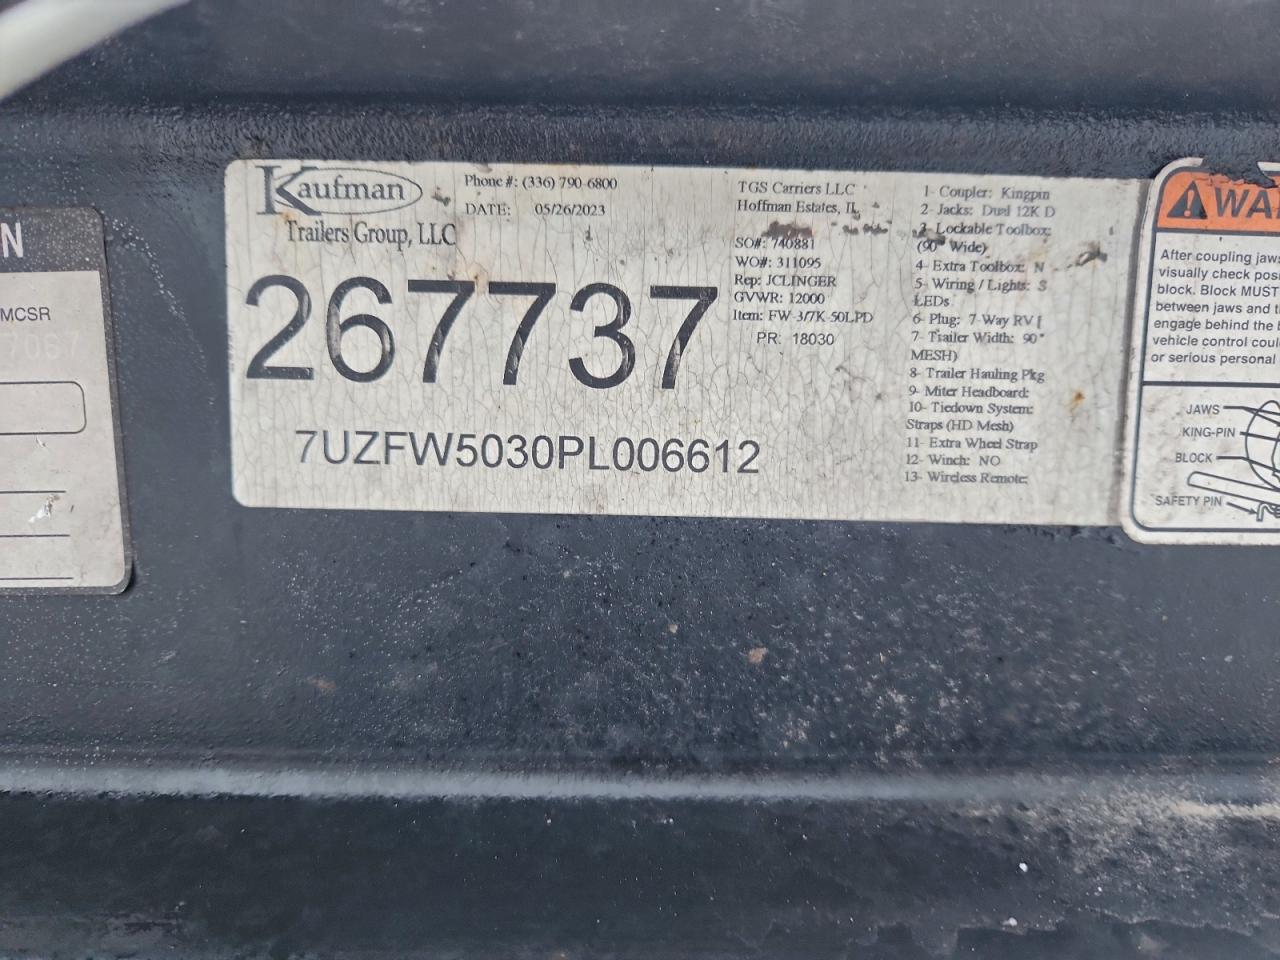 N
MCSR
706
Kaufman
Trailers Group, LLC
Phone #: (336) 790-6800
DATE: 05/26/2023
267737
7UZFW5030PL006612
TGS Carriers LLC
Hoffman Estates, IL
SO#: 740881
WO#: 311095
Rep: JCLINGER
GVWR: 12000
Item: FW-3/7K-50LPD
PR: 18030
1- Coupler: Kingpin
2- Jacks: Dual 12K D
3- Lockable Toolbox:
(90" Wide)
4- Extra Toolbox: N
5- Wiring / Lights: S
LEDs
6- Plug: 7-Way RV
7- Trailer Width: 90"
MESH)
8- Trailer Hauling Pkg
9- Miter Headboard:
10- Tiedown System:
Straps (HD Mesh)
11- Extra Wheel Strap
12- Winch: NO
13- Wireless Remote:
WA
After coupling jaws
visually check posi
block. Block MUST
between jaws and t
engage behind the
vehicle control coul
or serious personal
JAWS
KING-PIN
BLOCK
SAFETY PIN